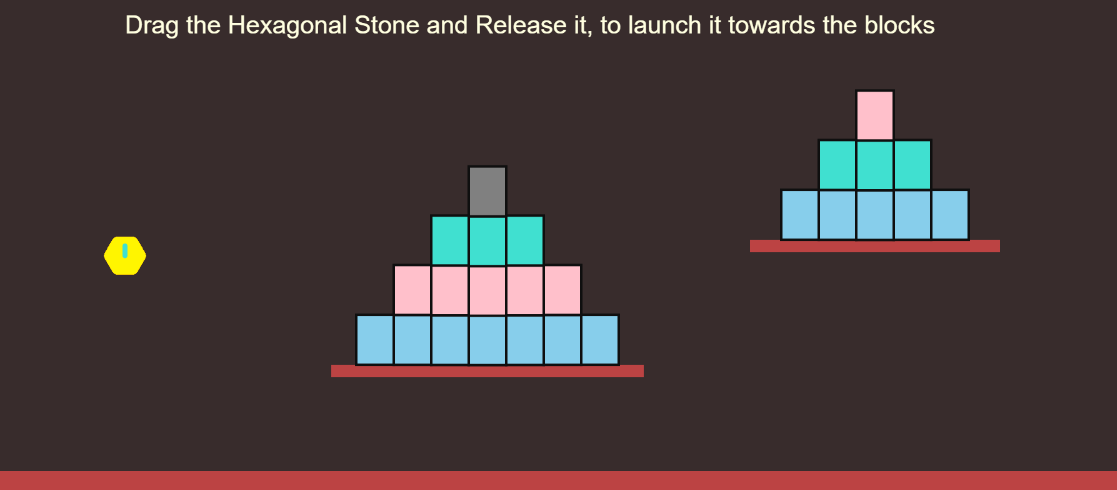 Drag the Hexagonal Stone and Release it, to launch it towards the blocks